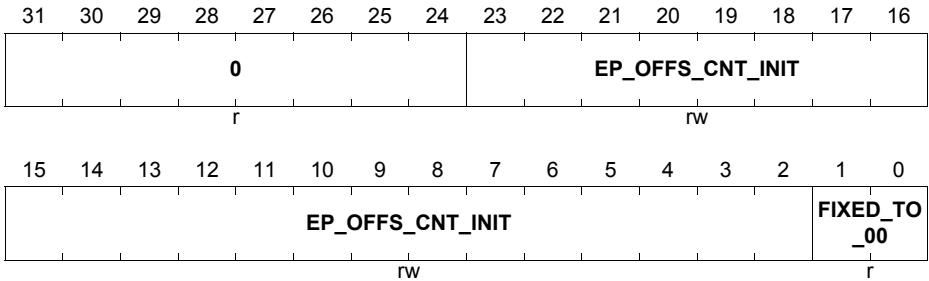 31 30 29 28 27 26 25 24 23 22 21 20 19 18 17 16
0 EP_OFFS_CNT_INIT
r rw
15 14 13 12 11 10 9 8 7 6 5 4 3 2 1 0
EP_OFFS_CNT_INIT FIXED_TO
_00
rw r